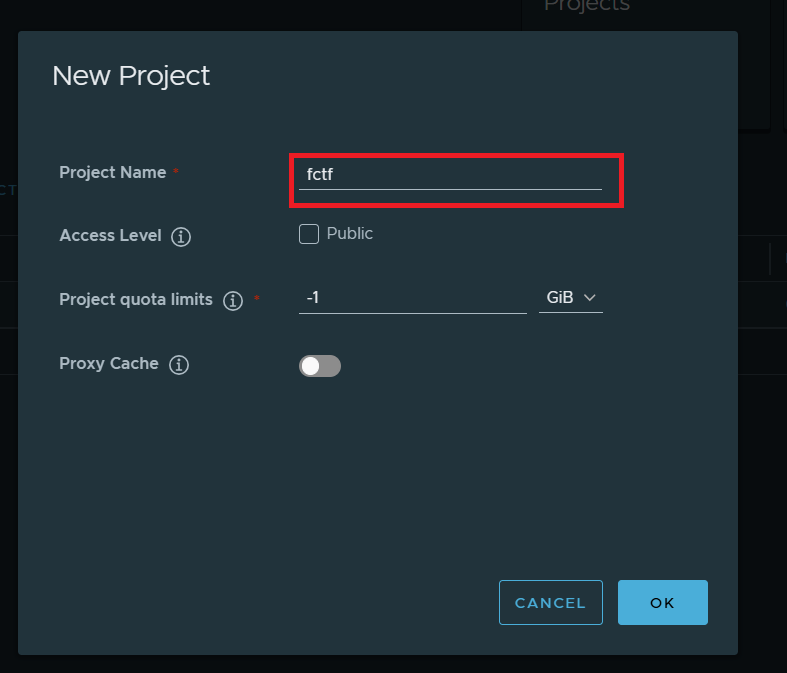 Projects
New Project
Project Name *
fctf
Access Level
Public
Project quota limits *
-1 GiB
Proxy Cache
CANCEL OK